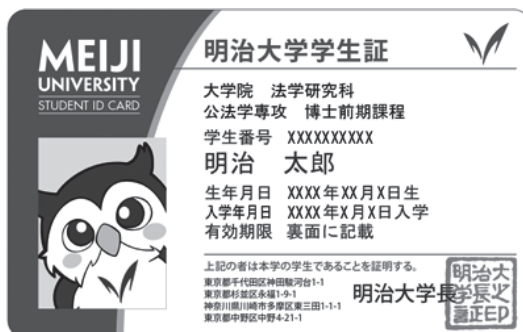 MEIJI
UNIVERSITY
STUDENT ID CARD
明治大学学生証
大学院　法学研究科
公法学専攻　博士前期課程
学生番号　XXXXXXXXXX
明治　太郎
生年月日　XXXX年XX月X日生
入学年月日　XXXX年X月X日入学
有効期限　裏面に記載
上記の者は本学の学生であることを証明する。
東京都千代田区神田駿河台1-1
東京都杉並区永福1-9-1
神奈川県川崎市多摩区東三田1-1-1
東京都中野区中野4-21-1
明治大学長